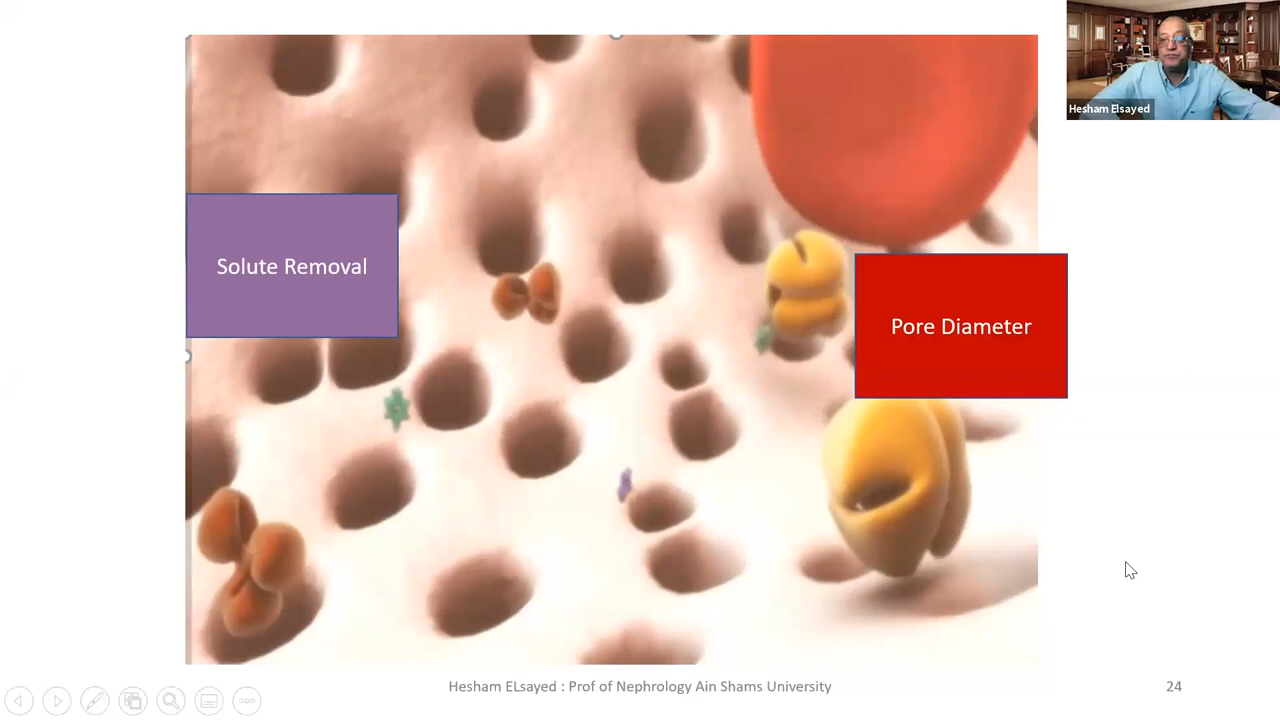 Hesham Elsayed
Solute Removal
Pore Diameter
Hesham ELsayed : Prof of Nephrology Ain Shams University
24